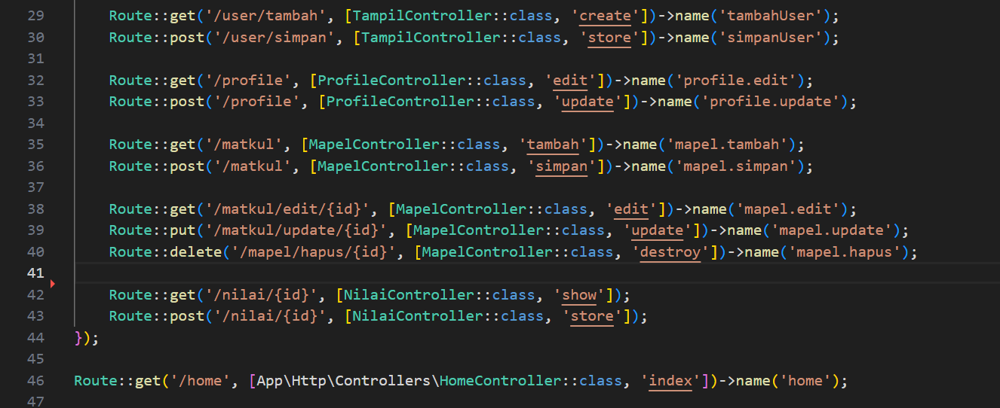 29 Route::get('/user/tambah', [TampilController::class, 'create'])->name('tambahUser');
30 Route::post('/user/simpan', [TampilController::class, 'store'])->name('simpanUser');
31
32 Route::get('/profile', [ProfileController::class, 'edit'])->name('profile.edit');
33 Route::post('/profile', [ProfileController::class, 'update'])->name('profile.update');
34
35 Route::get('/matkul', [MapelController::class, 'tambah'])->name('mapel.tambah');
36 Route::post('/matkul', [MapelController::class, 'simpan'])->name('mapel.simpan');
37
38 Route::get('/matkul/edit/{id}', [MapelController::class, 'edit'])->name('mapel.edit');
39 Route::put('/matkul/update/{id}', [MapelController::class, 'update'])->name('mapel.update');
40 Route::delete('/mapel/hapus/{id}', [MapelController::class, 'destroy'])->name('mapel.hapus');
41
42 Route::get('/nilai/{id}', [NilaiController::class, 'show']);
43 Route::post('/nilai/{id}', [NilaiController::class, 'store']);
44 });
45
46 Route::get('/home', [App\Http\Controllers\HomeController::class, 'index'])->name('home');
47